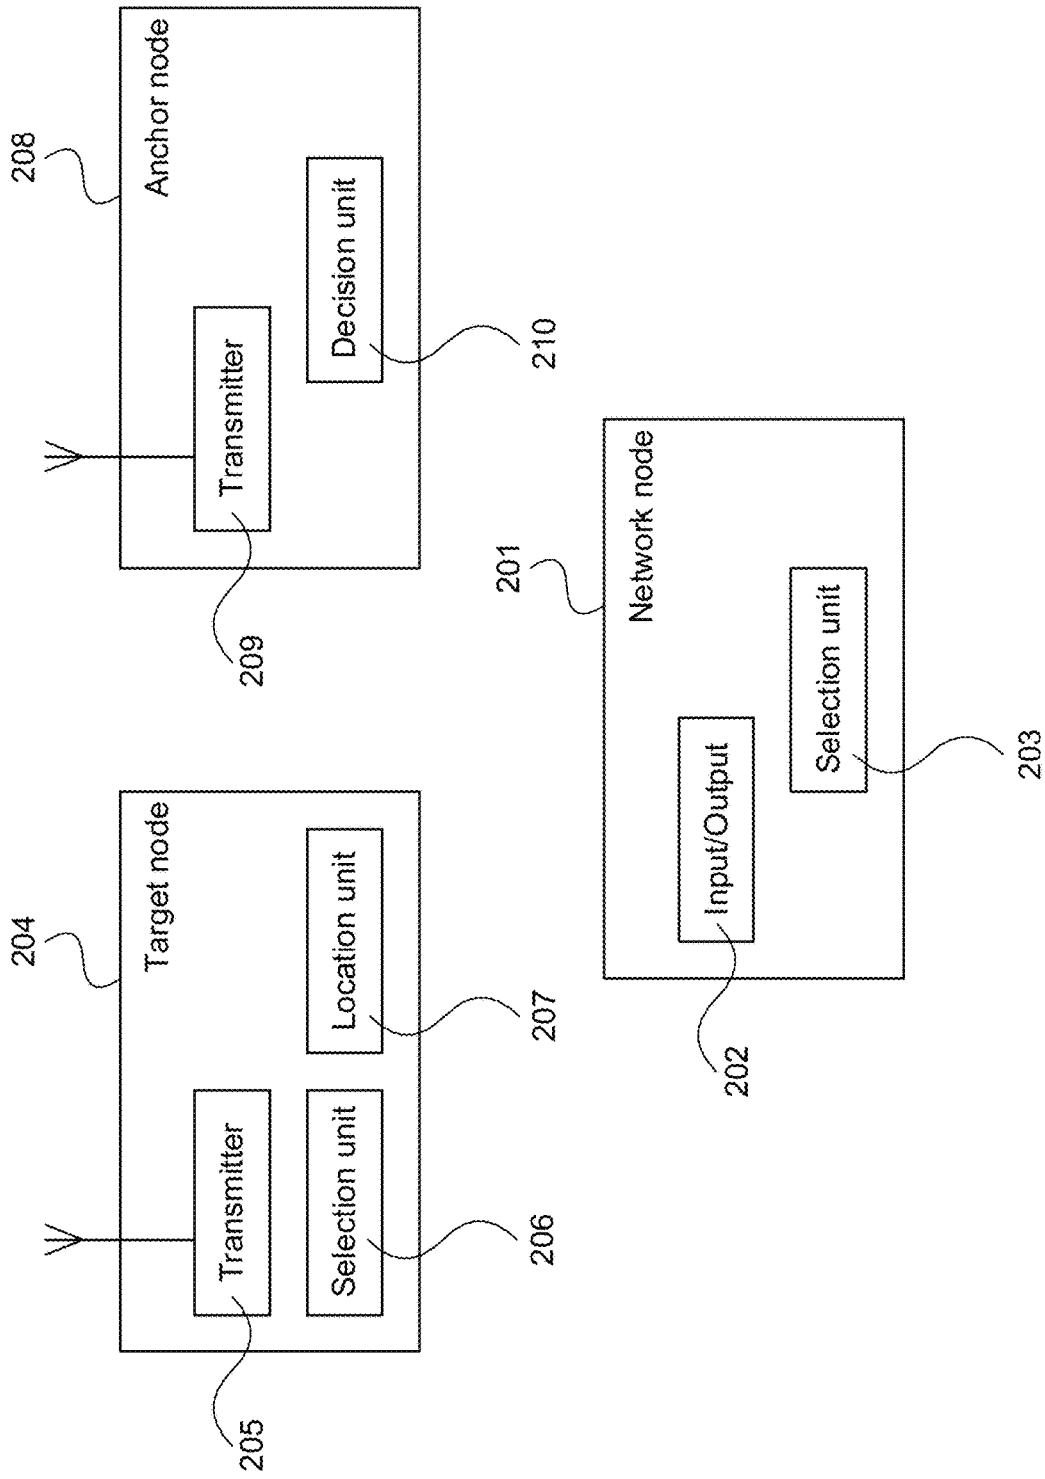 204
Target node
Transmitter
205
Selection unit
206
Location unit
207
208
Anchor node
Transmitter
209
Decision unit
210
201
Network node
Input/Output
202
Selection unit
203